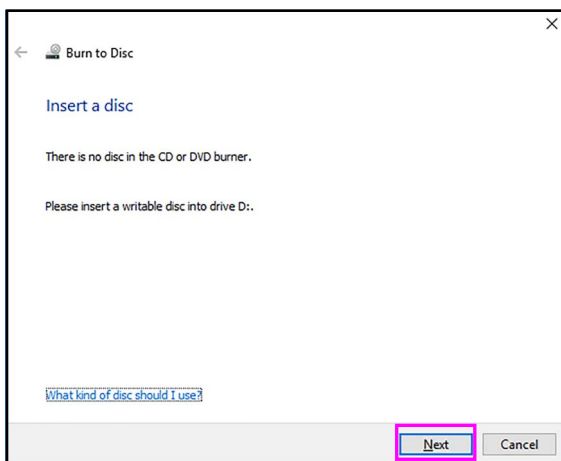 Burn to Disc
Insert a disc
There is no disc in the CD or DVD burner.
Please insert a writable disc into drive D:.
What kind of disc should I use?
Next Cancel